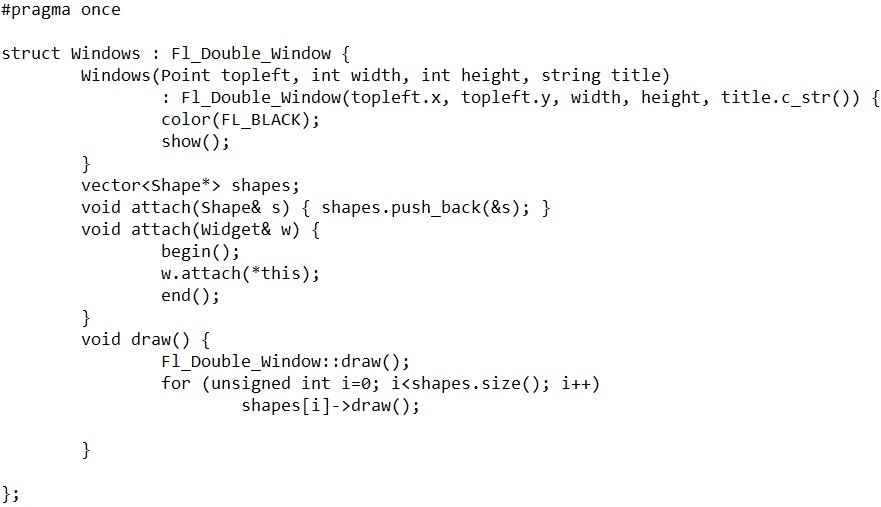 #pragma once
struct Windows : Fl_Double_Window {
Windows(Point topleft, int width, int height, string title)
: Fl_Double_Window(topleft.x, topleft.y, width, height, title.c_str()) {
color(FL_BLACK);
show();
}
vector<Shape*> shapes;
void attach(Shape& s) { shapes.push_back(&s); }
void attach(Widget& w) {
begin();
w.attach(*this);
end();
}
void draw() {
Fl_Double_Window::draw();
for (unsigned int i=0; i<shapes.size(); i++)
shapes[i]->draw();
}
};